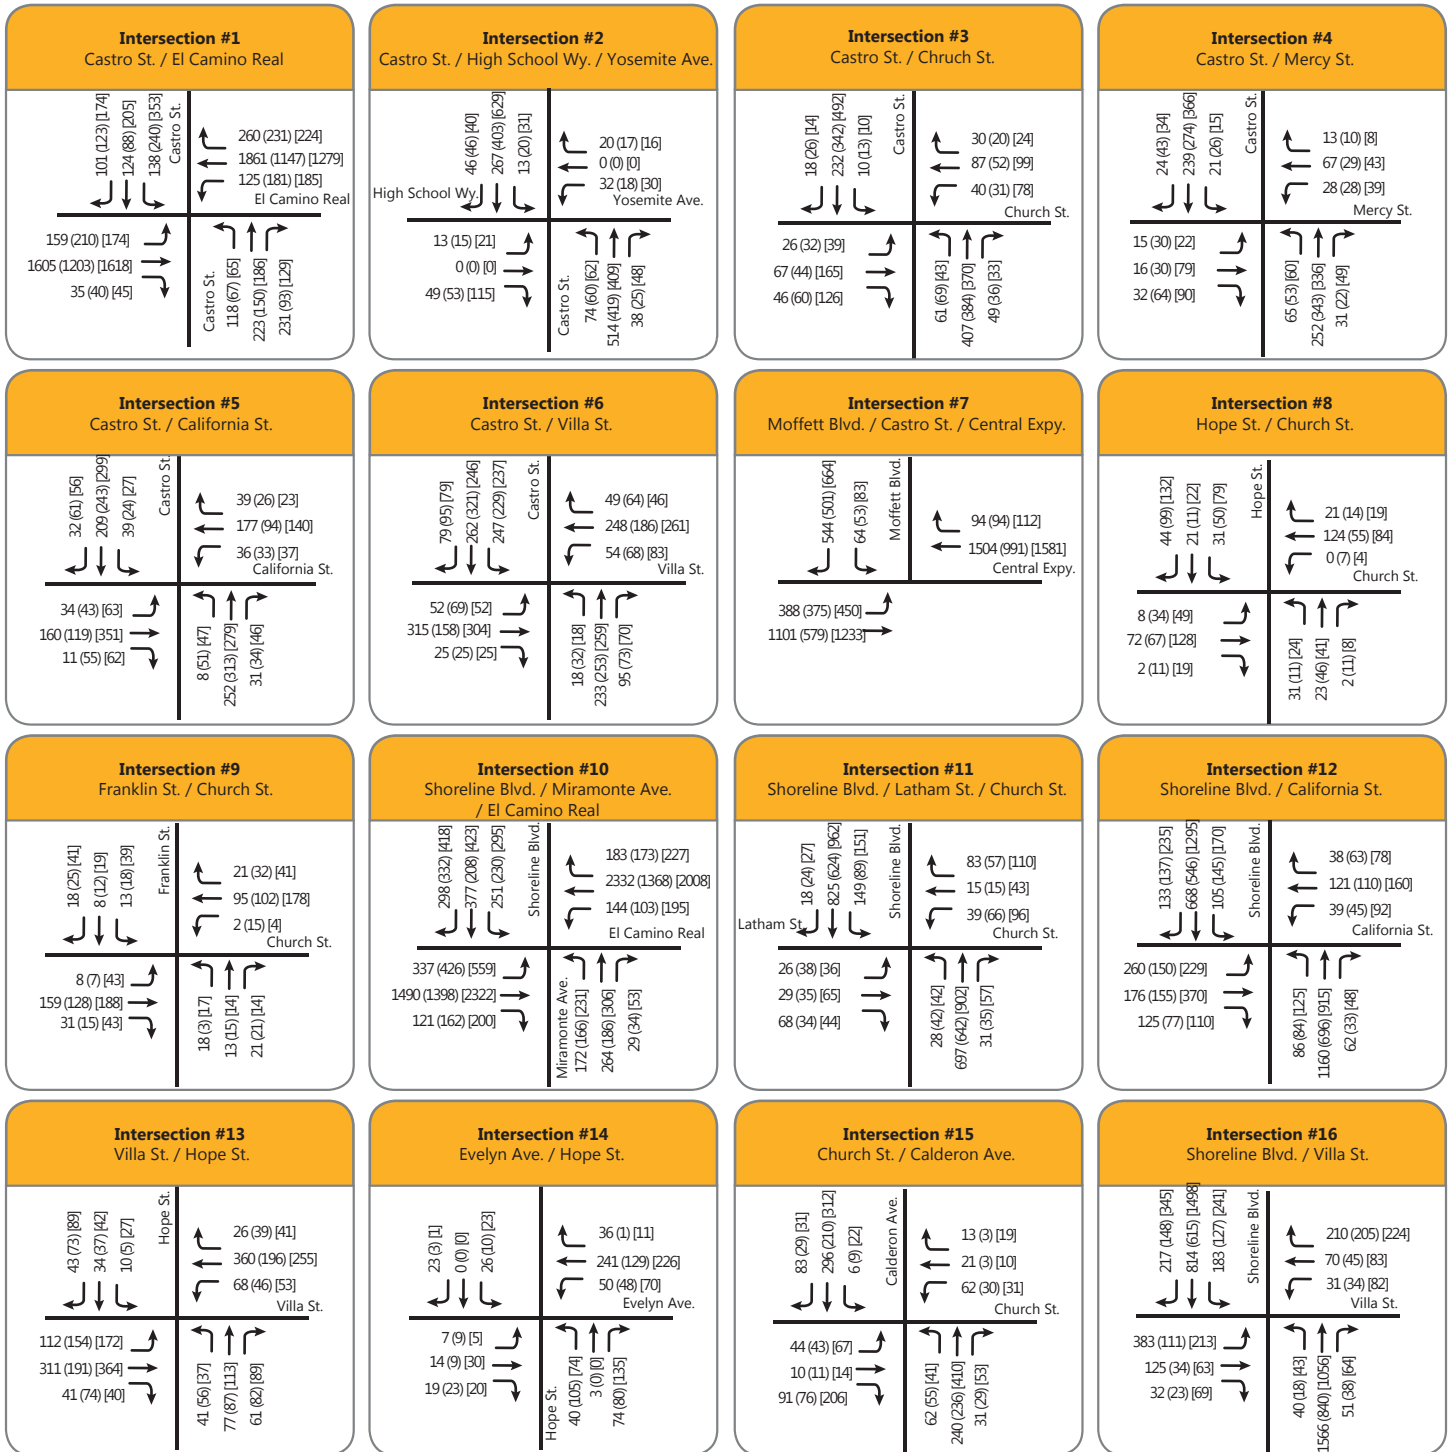 Intersection #1
Castro St. / El Camino Real
101 (123) [174]
124 (88) [205]
138 (240) [353]
Castro St.
260 (231) [224]
1861 (1147) [1279]
125 (181) [185]
El Camino Real
159 (210) [174]
1605 (1203) [1618]
35 (40) [45]
Castro St.
118 (67) [65]
223 (150) [186]
231 (93) [129]
Intersection #2
Castro St. / High School Wy. / Yosemite Ave.
46 (46) [40]
267 (403) [629]
13 (20) [31]
20 (17) [16]
0 (0) [0]
32 (18) [30]
High School Wy.
Yosemite Ave.
13 (15) [21]
0 (0) [0]
49 (53) [115]
Castro St.
74 (60) [62]
514 (419) [409]
38 (25) [48]
Intersection #3
Castro St. / Chruch St.
18 (26) [14]
232 (342) [492]
10 (13) [10]
Castro St.
30 (20) [24]
87 (52) [99]
40 (31) [78]
Church St.
26 (32) [39]
67 (44) [165]
46 (60) [126]
61 (69) [43]
407 (384) [370]
49 (36) [33]
Intersection #4
Castro St. / Mercy St.
24 (43) [34]
239 (274) [366]
21 (26) [15]
Castro St.
13 (10) [8]
67 (29) [43]
28 (28) [39]
Mercy St.
15 (30) [22]
16 (30) [79]
32 (64) [90]
65 (53) [60]
252 (343) [336]
31 (22) [49]
Intersection #5
Castro St. / California St.
32 (61) [56]
209 (243) [299]
39 (24) [27]
Castro St.
39 (26) [23]
177 (94) [140]
36 (33) [37]
California St.
34 (43) [63]
160 (119) [351]
11 (55) [62]
8 (51) [47]
252 (313) [279]
31 (34) [46]
Intersection #6
Castro St. / Villa St.
79 (95) [79]
262 (321) [246]
247 (229) [237]
Castro St.
49 (64) [46]
248 (186) [261]
54 (68) [83]
Villa St.
52 (69) [52]
315 (158) [304]
25 (25) [25]
18 (32) [18]
233 (253) [259]
95 (73) [70]
Intersection #7
Moffett Blvd. / Castro St. / Central Expy.
544 (501) [664]
64 (53) [83]
Moffett Blvd.
94 (94) [112]
1504 (991) [1581]
Central Expy.
388 (375) [450]
1101 (579) [1233]
Intersection #8
Hope St. / Church St.
44 (99) [132]
21 (11) [22]
31 (50) [79]
Hope St.
21 (14) [19]
124 (55) [84]
0 (7) [4]
Church St.
8 (34) [49]
72 (67) [128]
2 (11) [19]
31 (11) [24]
23 (46) [41]
2 (11) [8]
Intersection #9
Franklin St. / Church St.
18 (25) [41]
8 (12) [19]
13 (18) [39]
Franklin St.
21 (32) [41]
95 (102) [178]
2 (15) [4]
Church St.
8 (7) [43]
159 (128) [188]
31 (15) [43]
18 (3) [17]
13 (15) [14]
21 (21) [14]
Intersection #10
Shoreline Blvd. / Miramonte Ave.
/ El Camino Real
298 (332) [418]
377 (208) [423]
251 (230) [295]
Shoreline Blvd.
183 (173) [227]
2332 (1368) [2008]
144 (103) [195]
El Camino Real
337 (426) [559]
1490 (1398) [2322]
121 (162) [200]
Miramonte Ave.
172 (166) [231]
264 (186) [306]
29 (34) [53]
Intersection #11
Shoreline Blvd. / Latham St. / Church St.
18 (24) [27]
825 (624) [962]
149 (89) [151]
Shoreline Blvd.
83 (57) [110]
15 (15) [43]
39 (66) [96]
Latham St.
Church St.
26 (38) [36]
29 (35) [65]
68 (34) [44]
28 (42) [42]
697 (642) [902]
31 (35) [57]
Intersection #12
Shoreline Blvd. / California St.
133 (137) [235]
668 (546) [1295]
105 (145) [170]
Shoreline Blvd.
38 (63) [78]
121 (110) [160]
39 (45) [92]
California St.
260 (150) [229]
176 (155) [370]
125 (77) [110]
86 (84) [125]
1160 (696) [915]
62 (33) [48]
Intersection #13
Villa St. / Hope St.
43 (73) [89]
34 (37) [42]
10 (5) [27]
Hope St.
26 (39) [41]
360 (196) [255]
68 (46) [53]
Villa St.
112 (154) [172]
311 (191) [364]
41 (74) [40]
41 (56) [37]
77 (87) [113]
61 (82) [89]
Intersection #14
Evelyn Ave. / Hope St.
23 (3) [1]
0 (0) [0]
26 (10) [23]
36 (1) [11]
241 (129) [226]
50 (48) [70]
Evelyn Ave.
7 (9) [5]
14 (9) [30]
19 (23) [20]
Hope St.
40 (105) [74]
3 (0) [0]
74 (80) [135]
Intersection #15
Church St. / Calderon Ave.
83 (29) [31]
296 (210) [312]
6 (9) [22]
Calderon Ave.
13 (3) [19]
21 (3) [10]
62 (30) [31]
Church St.
44 (43) [67]
10 (11) [14]
91 (76) [206]
62 (55) [41]
240 (236) [410]
31 (29) [53]
Intersection #16
Shoreline Blvd. / Villa St.
217 (148) [345]
814 (615) [1498]
183 (127) [241]
Shoreline Blvd.
210 (205) [224]
70 (45) [83]
31 (34) [82]
Villa St.
383 (111) [213]
125 (34) [63]
32 (23) [69]
40 (18) [43]
1566 (840) [1056]
51 (38) [64]